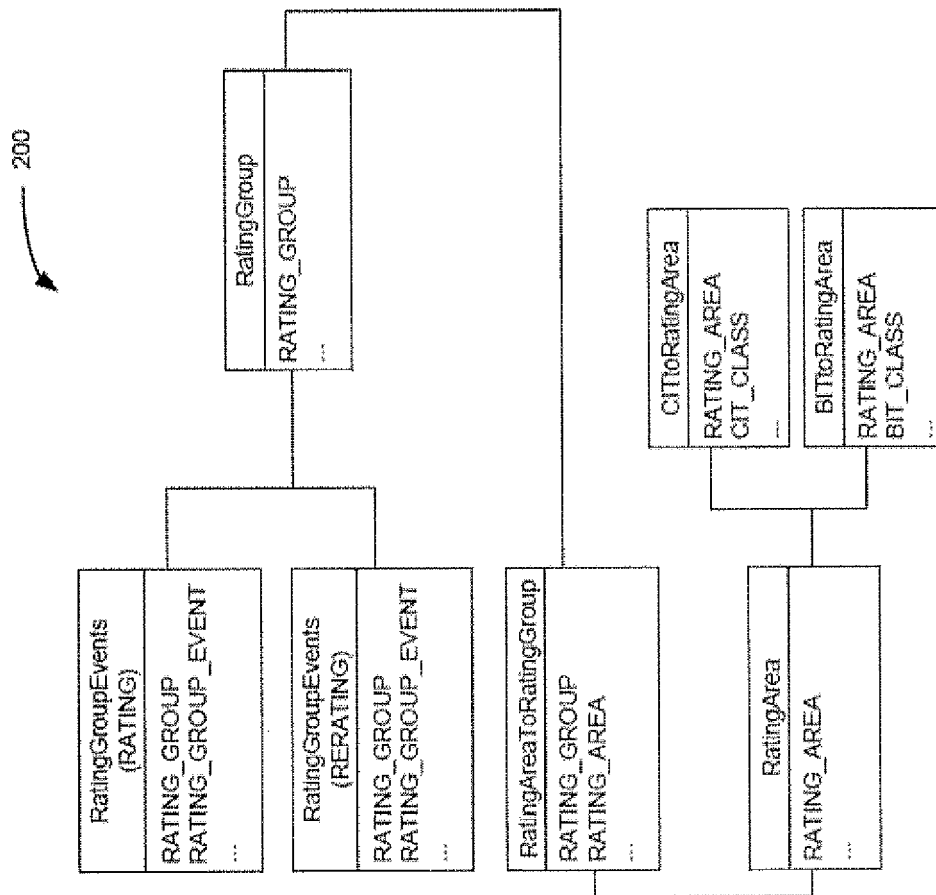 200
RatingGroupEvents
(RATING)
RATING_GROUP
RATING_GROUP_EVENT
...
RatingGroupEvents
(RERATING)
RATING_GROUP
RATING_GROUP_EVENT
...
RatingGroup
RATING_GROUP
...
RatingAreaToRatingGroup
RATING_GROUP
RATING_AREA
...
RatingArea
RATING_AREA
...
CITtoRatingArea
RATING_AREA
CIT_CLASS
...
BITtoRatingArea
RATING_AREA
BIT_CLASS
...